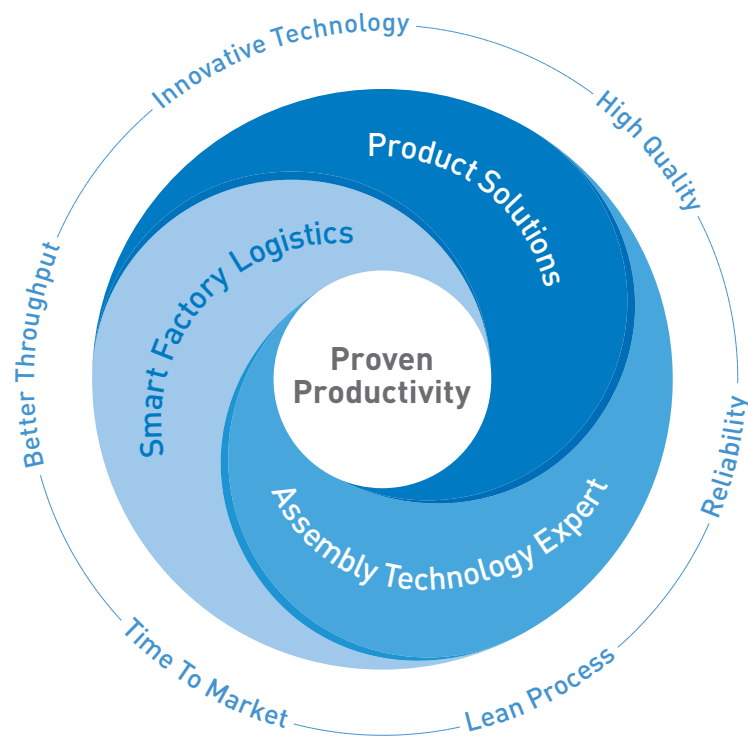 Innovative Technology
High Quality
Reliability
Lean Process
Time To Market
Better Throughput
Product Solutions
Smart Factory Logistics
Assembly Technology Expert
Proven
Productivity